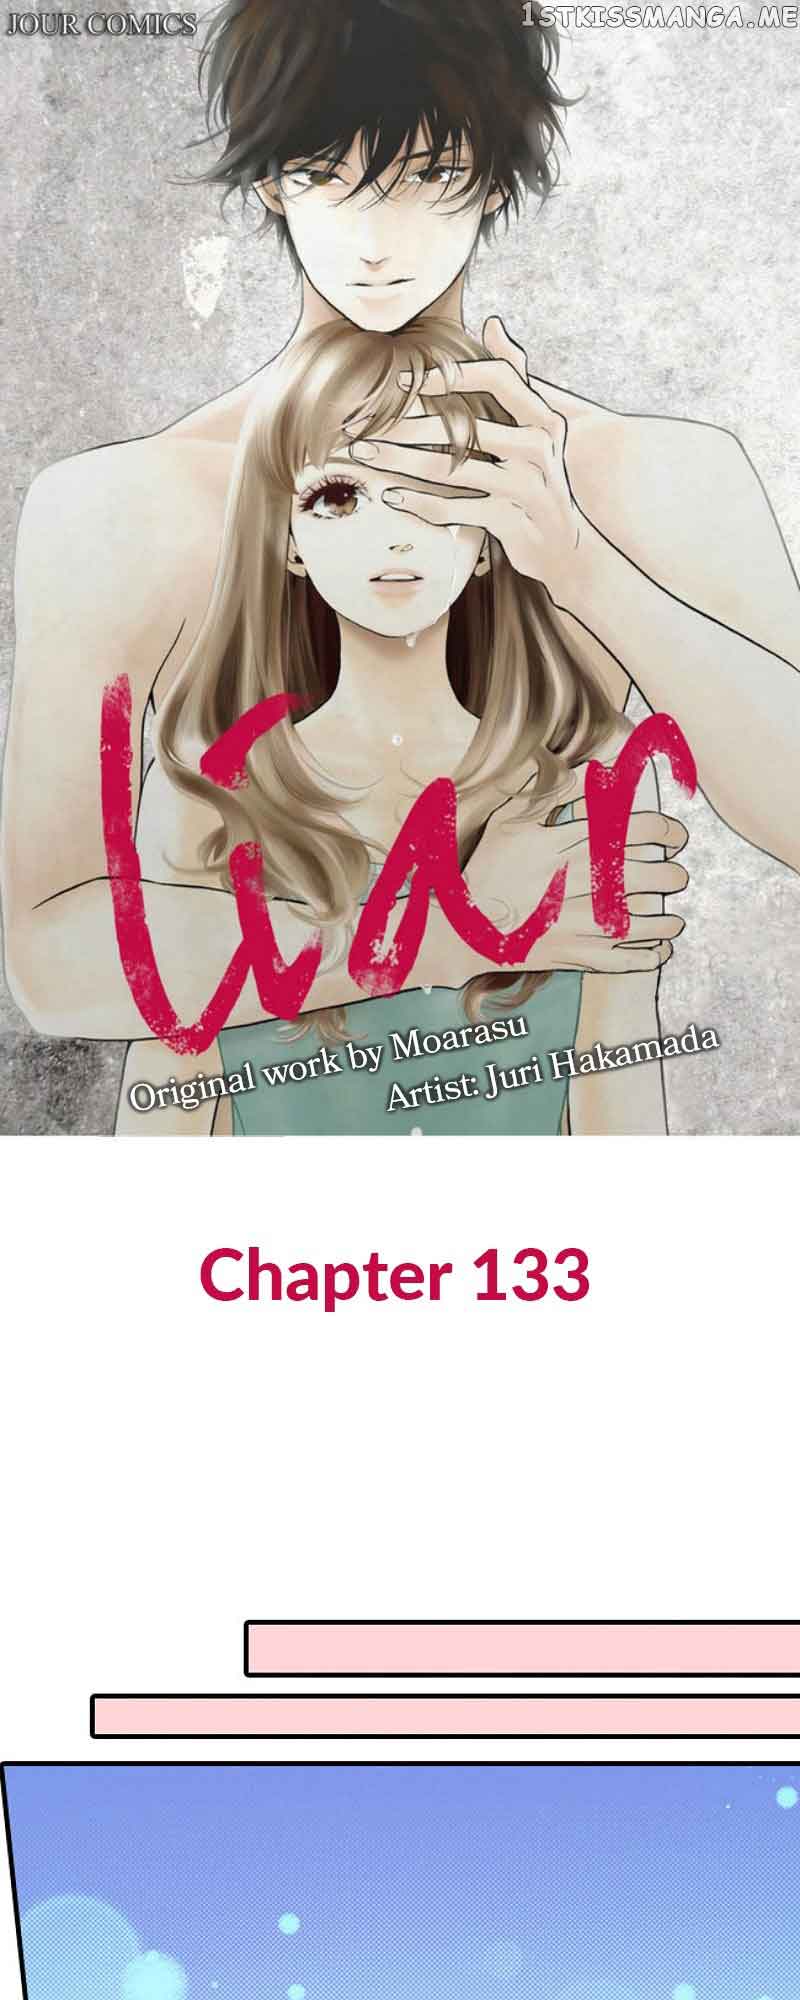 JOUR COMICS
1STKISSMANGA.ME
liar
Original work by Moarasu
Artist: Juri Hakamada
Chapter 133